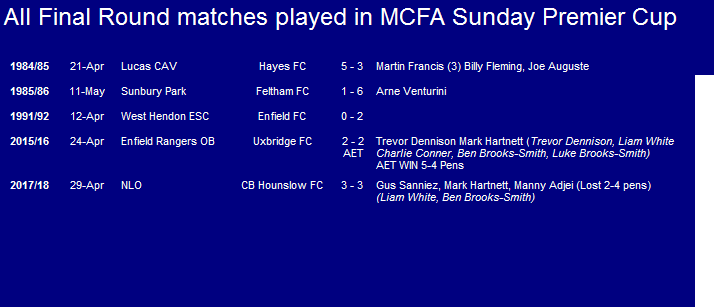 All Final Round matches played in MCFA Sunday Premier Cup
1984/85 21-Apr Lucas CAV Hayes FC 5 - 3 Martin Francis (3) Billy Fleming, Joe Auguste
1985/86 11-May Sunbury Park Feltham FC 1 - 6 Arne Venturini
1991/92 12-Apr West Hendon ESC Enfield FC 0 - 2
2015/16 24-Apr Enfield Rangers OB Uxbridge FC 2 - 2 Trevor Dennison Mark Hartnett (Trevor Dennison, Liam White
AET Charlie Conner, Ben Brooks-Smith, Luke Brooks-Smith)
AET WIN 5-4 Pens
2017/18 29-Apr NLO CB Hounslow FC 3 - 3 Gus Sanniez, Mark Hartnett, Manny Adjei (Lost 2-4 pens)
(Liam White, Ben Brooks-Smith)